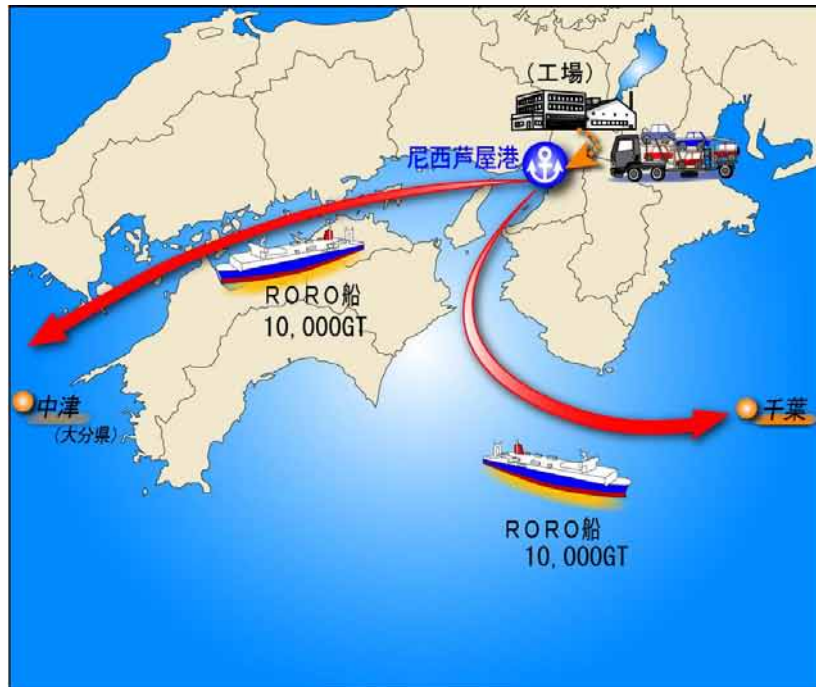 (工場)
尼西芦屋港
RORO船
10,000GT
中津
(大分県)
千葉
RORO船
10,000GT